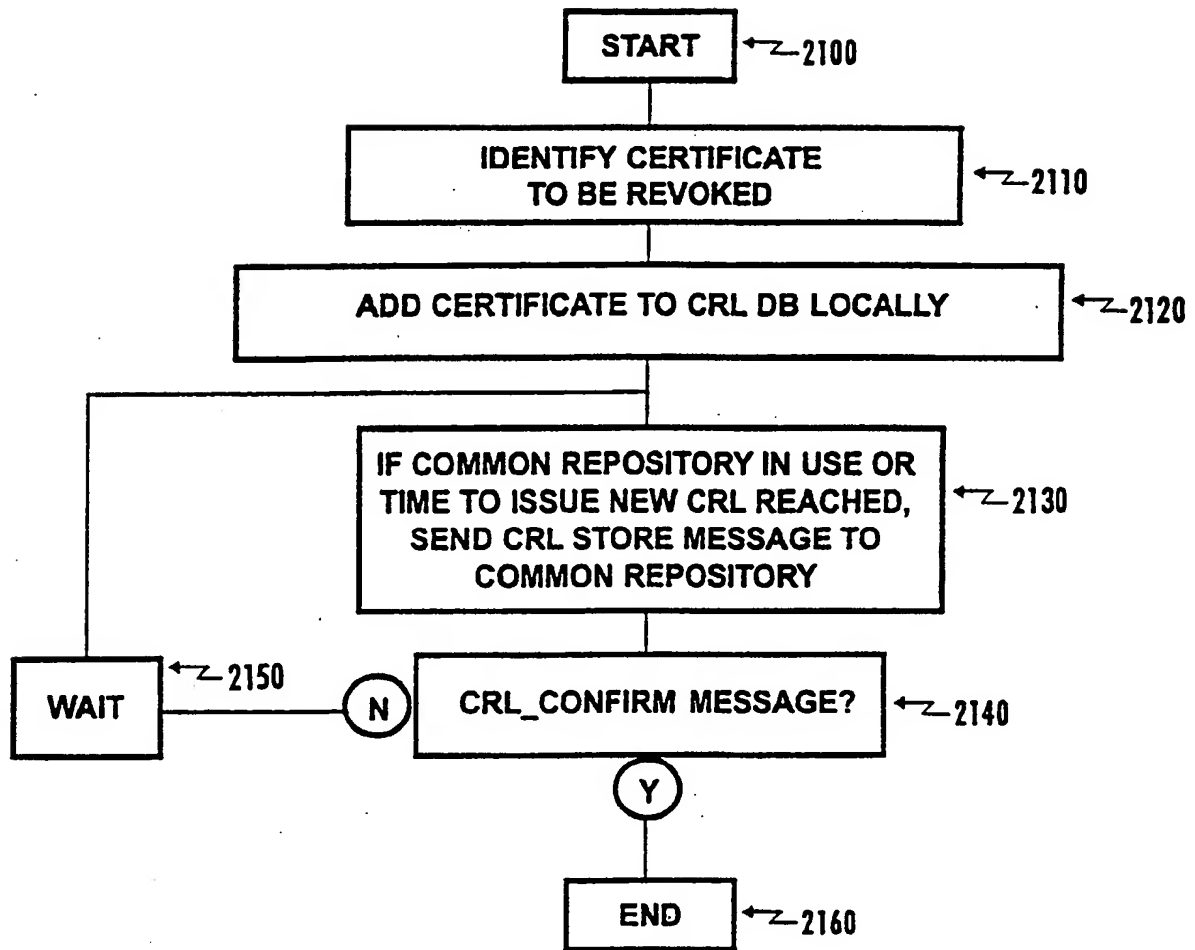 START
2100
IDENTIFY CERTIFICATE
TO BE REVOKED
2110
ADD CERTIFICATE TO CRL DB LOCALLY
2120
IF COMMON REPOSITORY IN USE OR
TIME TO ISSUE NEW CRL REACHED,
SEND CRL STORE MESSAGE TO
COMMON REPOSITORY
2130
WAIT
2150
N
CRL_CONFIRM MESSAGE?
2140
Y
END
2160